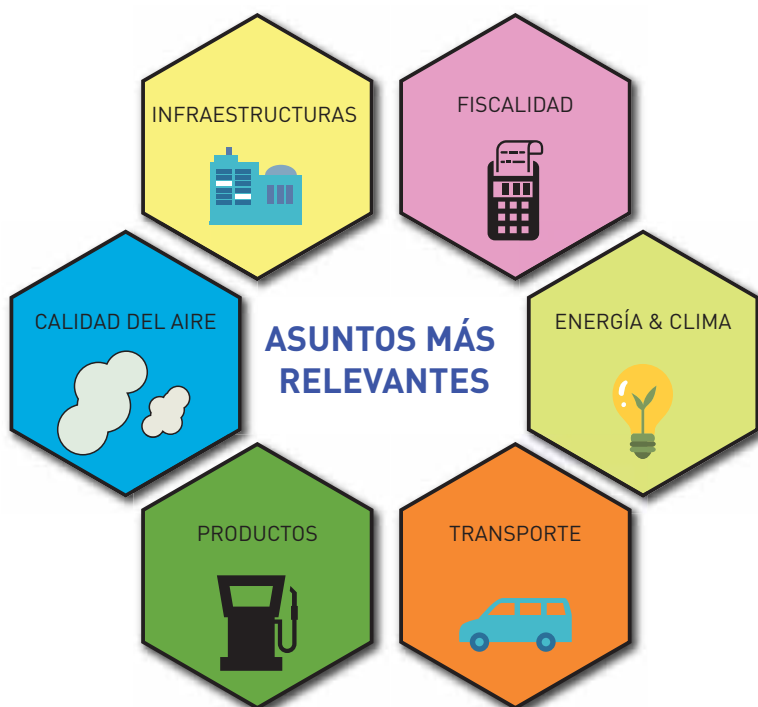 INFRAESTRUCTURAS
FISCALIDAD
CALIDAD DEL AIRE
ASUNTOS MÁS
RELEVANTES
ENERGÍA & CLIMA
PRODUCTOS
TRANSPORTE